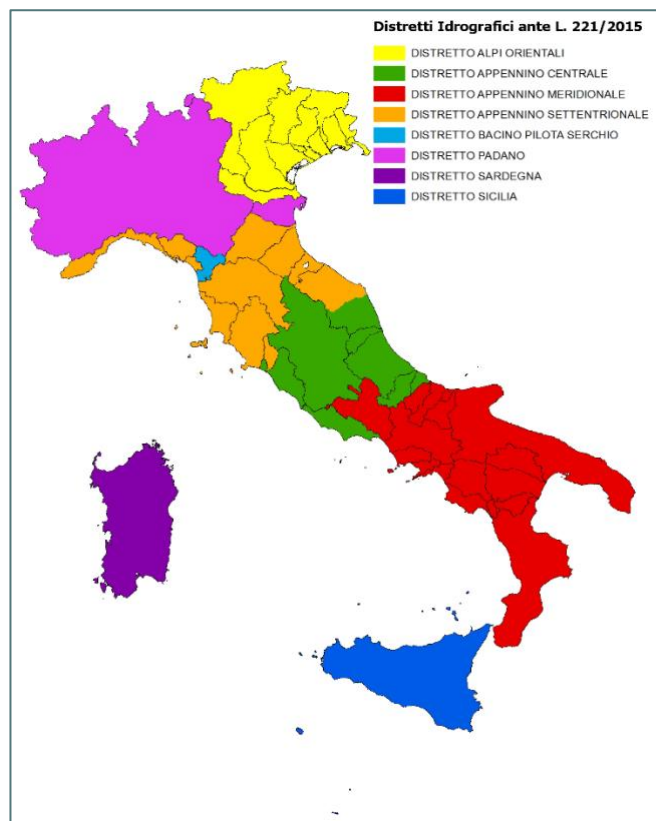 Distretti Idrografici ante L. 221/2015
DISTRETTO ALPI ORIENTALI
DISTRETTO APPENNINO CENTRALE
DISTRETTO APPENNINO MERIDIONALE
DISTRETTO APPENNINO SETTENTRIONALE
DISTRETTO BACINO PILOTA SERCHIO
DISTRETTO PADANO
DISTRETTO SARDEGNA
DISTRETTO SICILIA